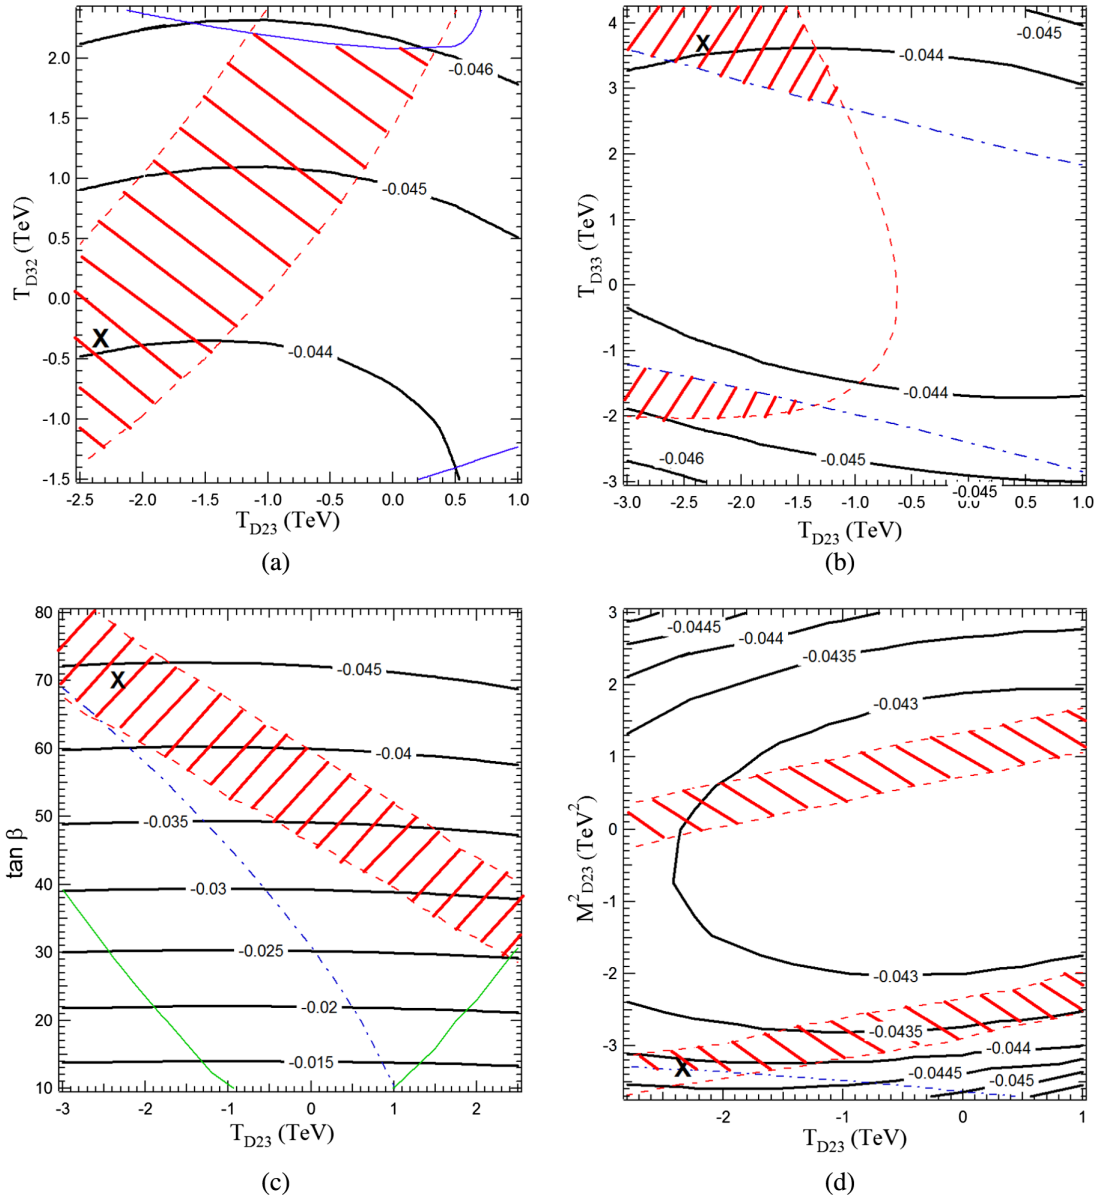 2.0
1.5
1.0
0.5
0.0
-0.5
-1.0
-1.5
T_D32 (TeV)
-0.046
-0.045
X
-0.044
-2.5 -2.0 -1.5 -1.0 -0.5 0.0 0.5 1.0
T_D23 (TeV)
(a)
4
3
2
1
0
-1
-2
-3
T_D33 (TeV)
-0.045
X
-0.044
-0.044
-0.045
-0.046
-0.045
-3.0 -2.5 -2.0 -1.5 -1.0 -0.5 0.0 0.5 1.0
T_D23 (TeV)
(b)
80
70
60
50
40
30
20
10
tan β
X
-0.045
-0.04
-0.035
-0.03
-0.025
-0.02
-0.015
-3 -2 -1 0 1 2
T_D23 (TeV)
(c)
3
2
1
0
-1
-2
-3
M²_D23 (TeV²)
-0.0445
-0.044
-0.0435
-0.043
-0.043
-0.0435
-0.044
X
-0.0445
-0.045
-2 -1 0 1
T_D23 (TeV)
(d)